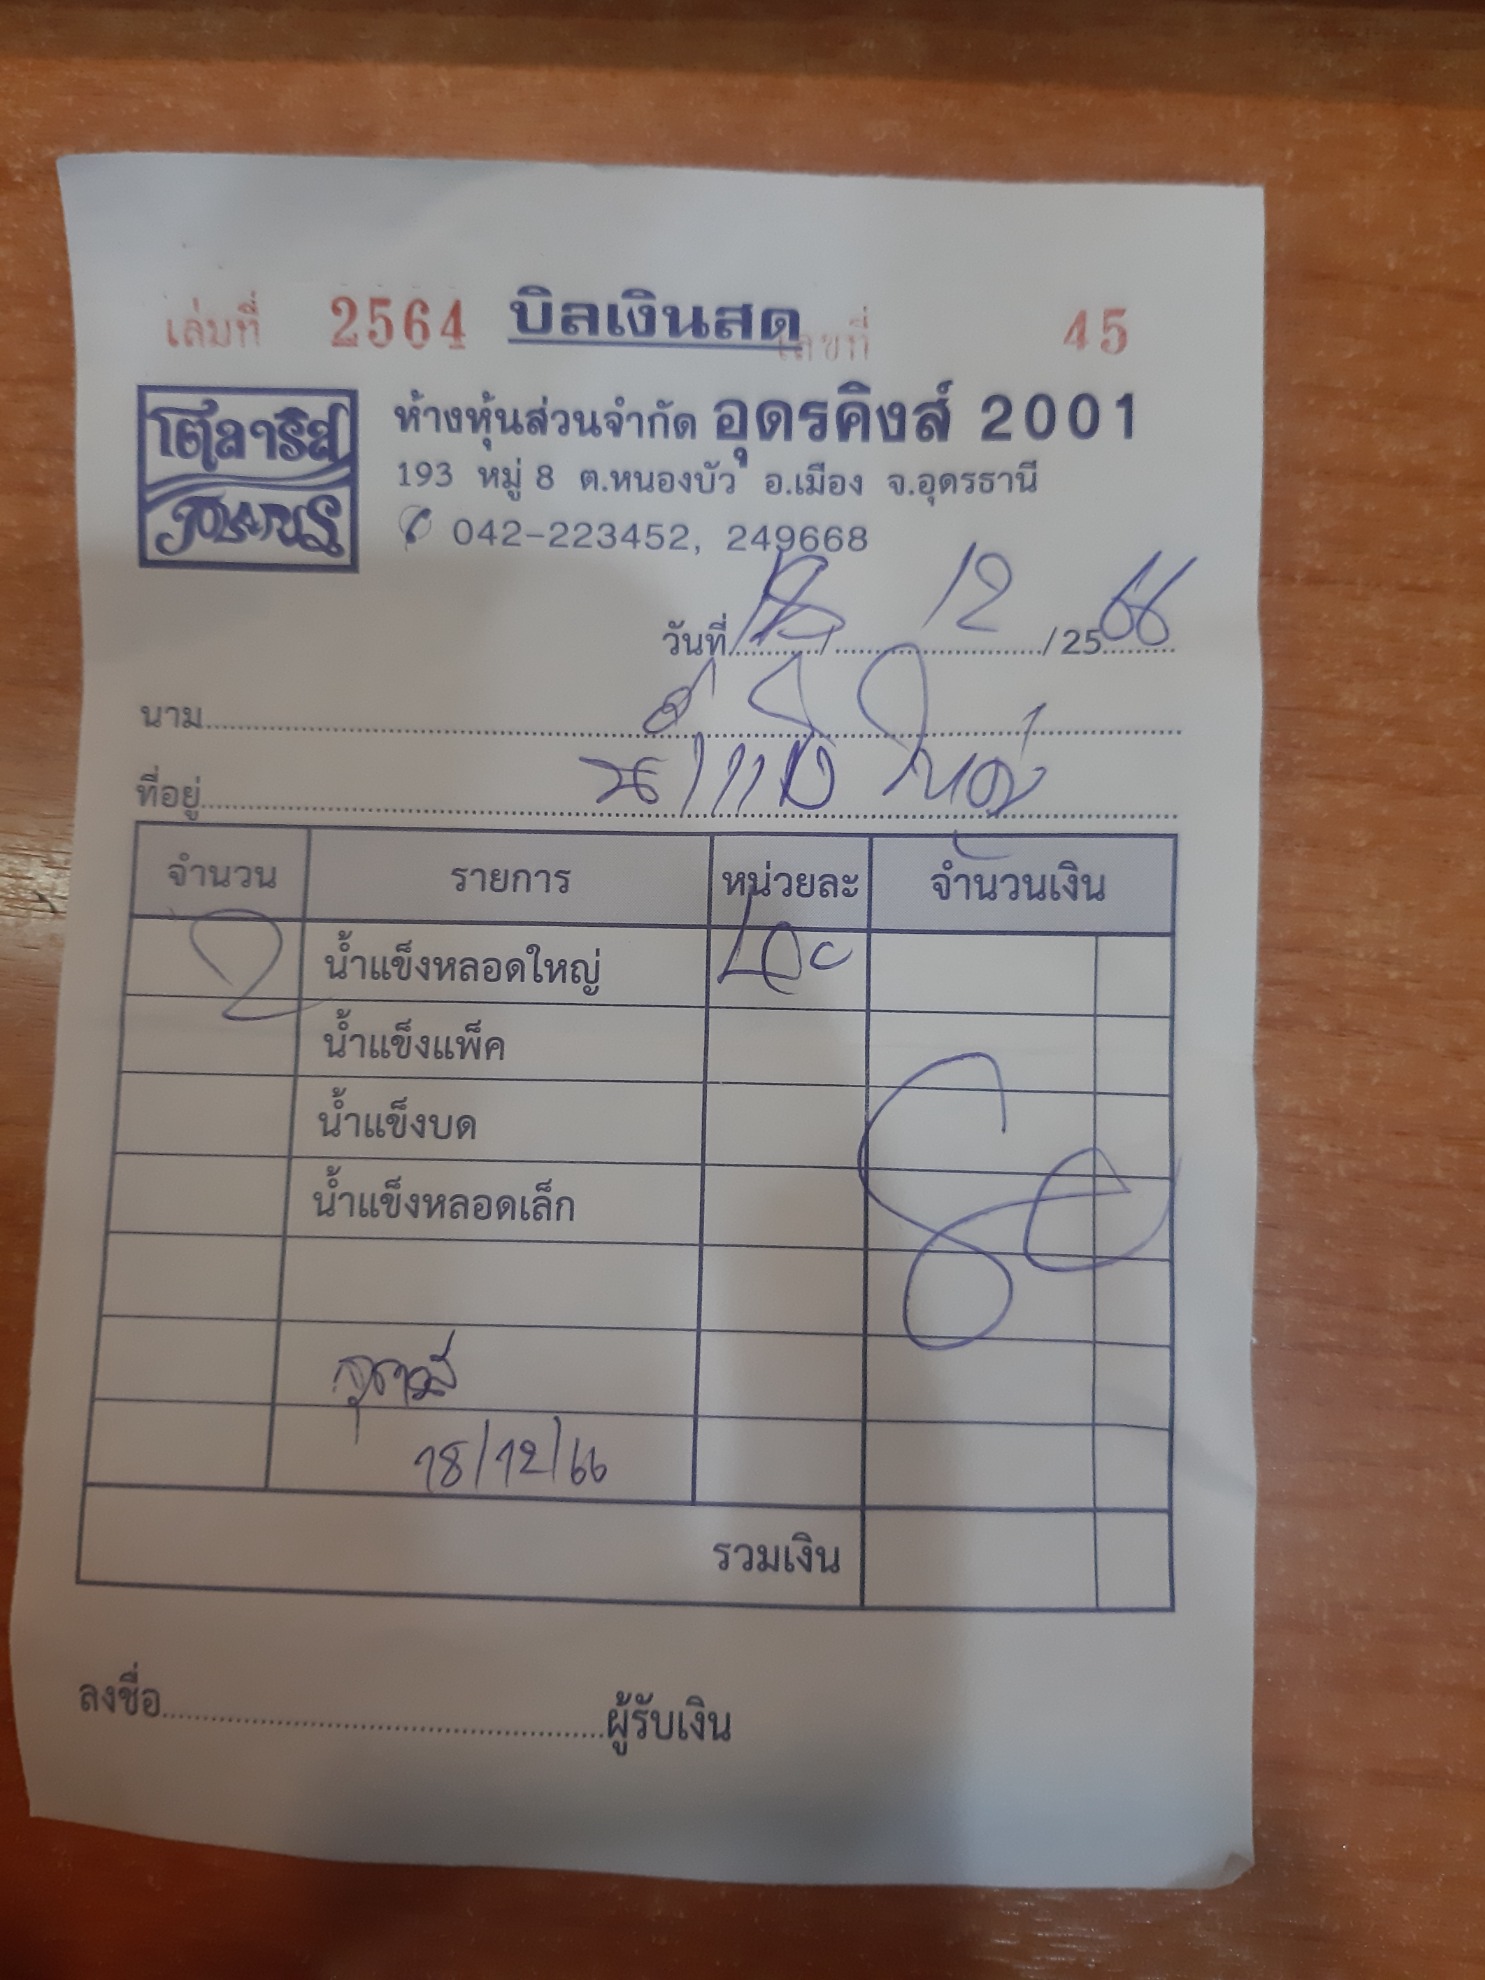 เล่มที่ 2564 บิลเงินสด เลขที่ 45
โตลาริส
ห้างหุ้นส่วนจำกัด อุดรคิงส์ 2001
193 หมู่ 8 ต.หนองบัว อ.เมือง จ.อุดรธานี
042-223452, 249668
วันที่ 18 / 12 / 2566
นาม
ที่อยู่ ใหญ่
จำนวน รายการ หน่วยละ จำนวนเงิน
2 น้ำแข็งหลอดใหญ่ 40
น้ำแข็งแพ็ค
น้ำแข็งบด
น้ำแข็งหลอดเล็ก
80
18/12/66
รวมเงิน
ลงชื่อ ผู้รับเงิน